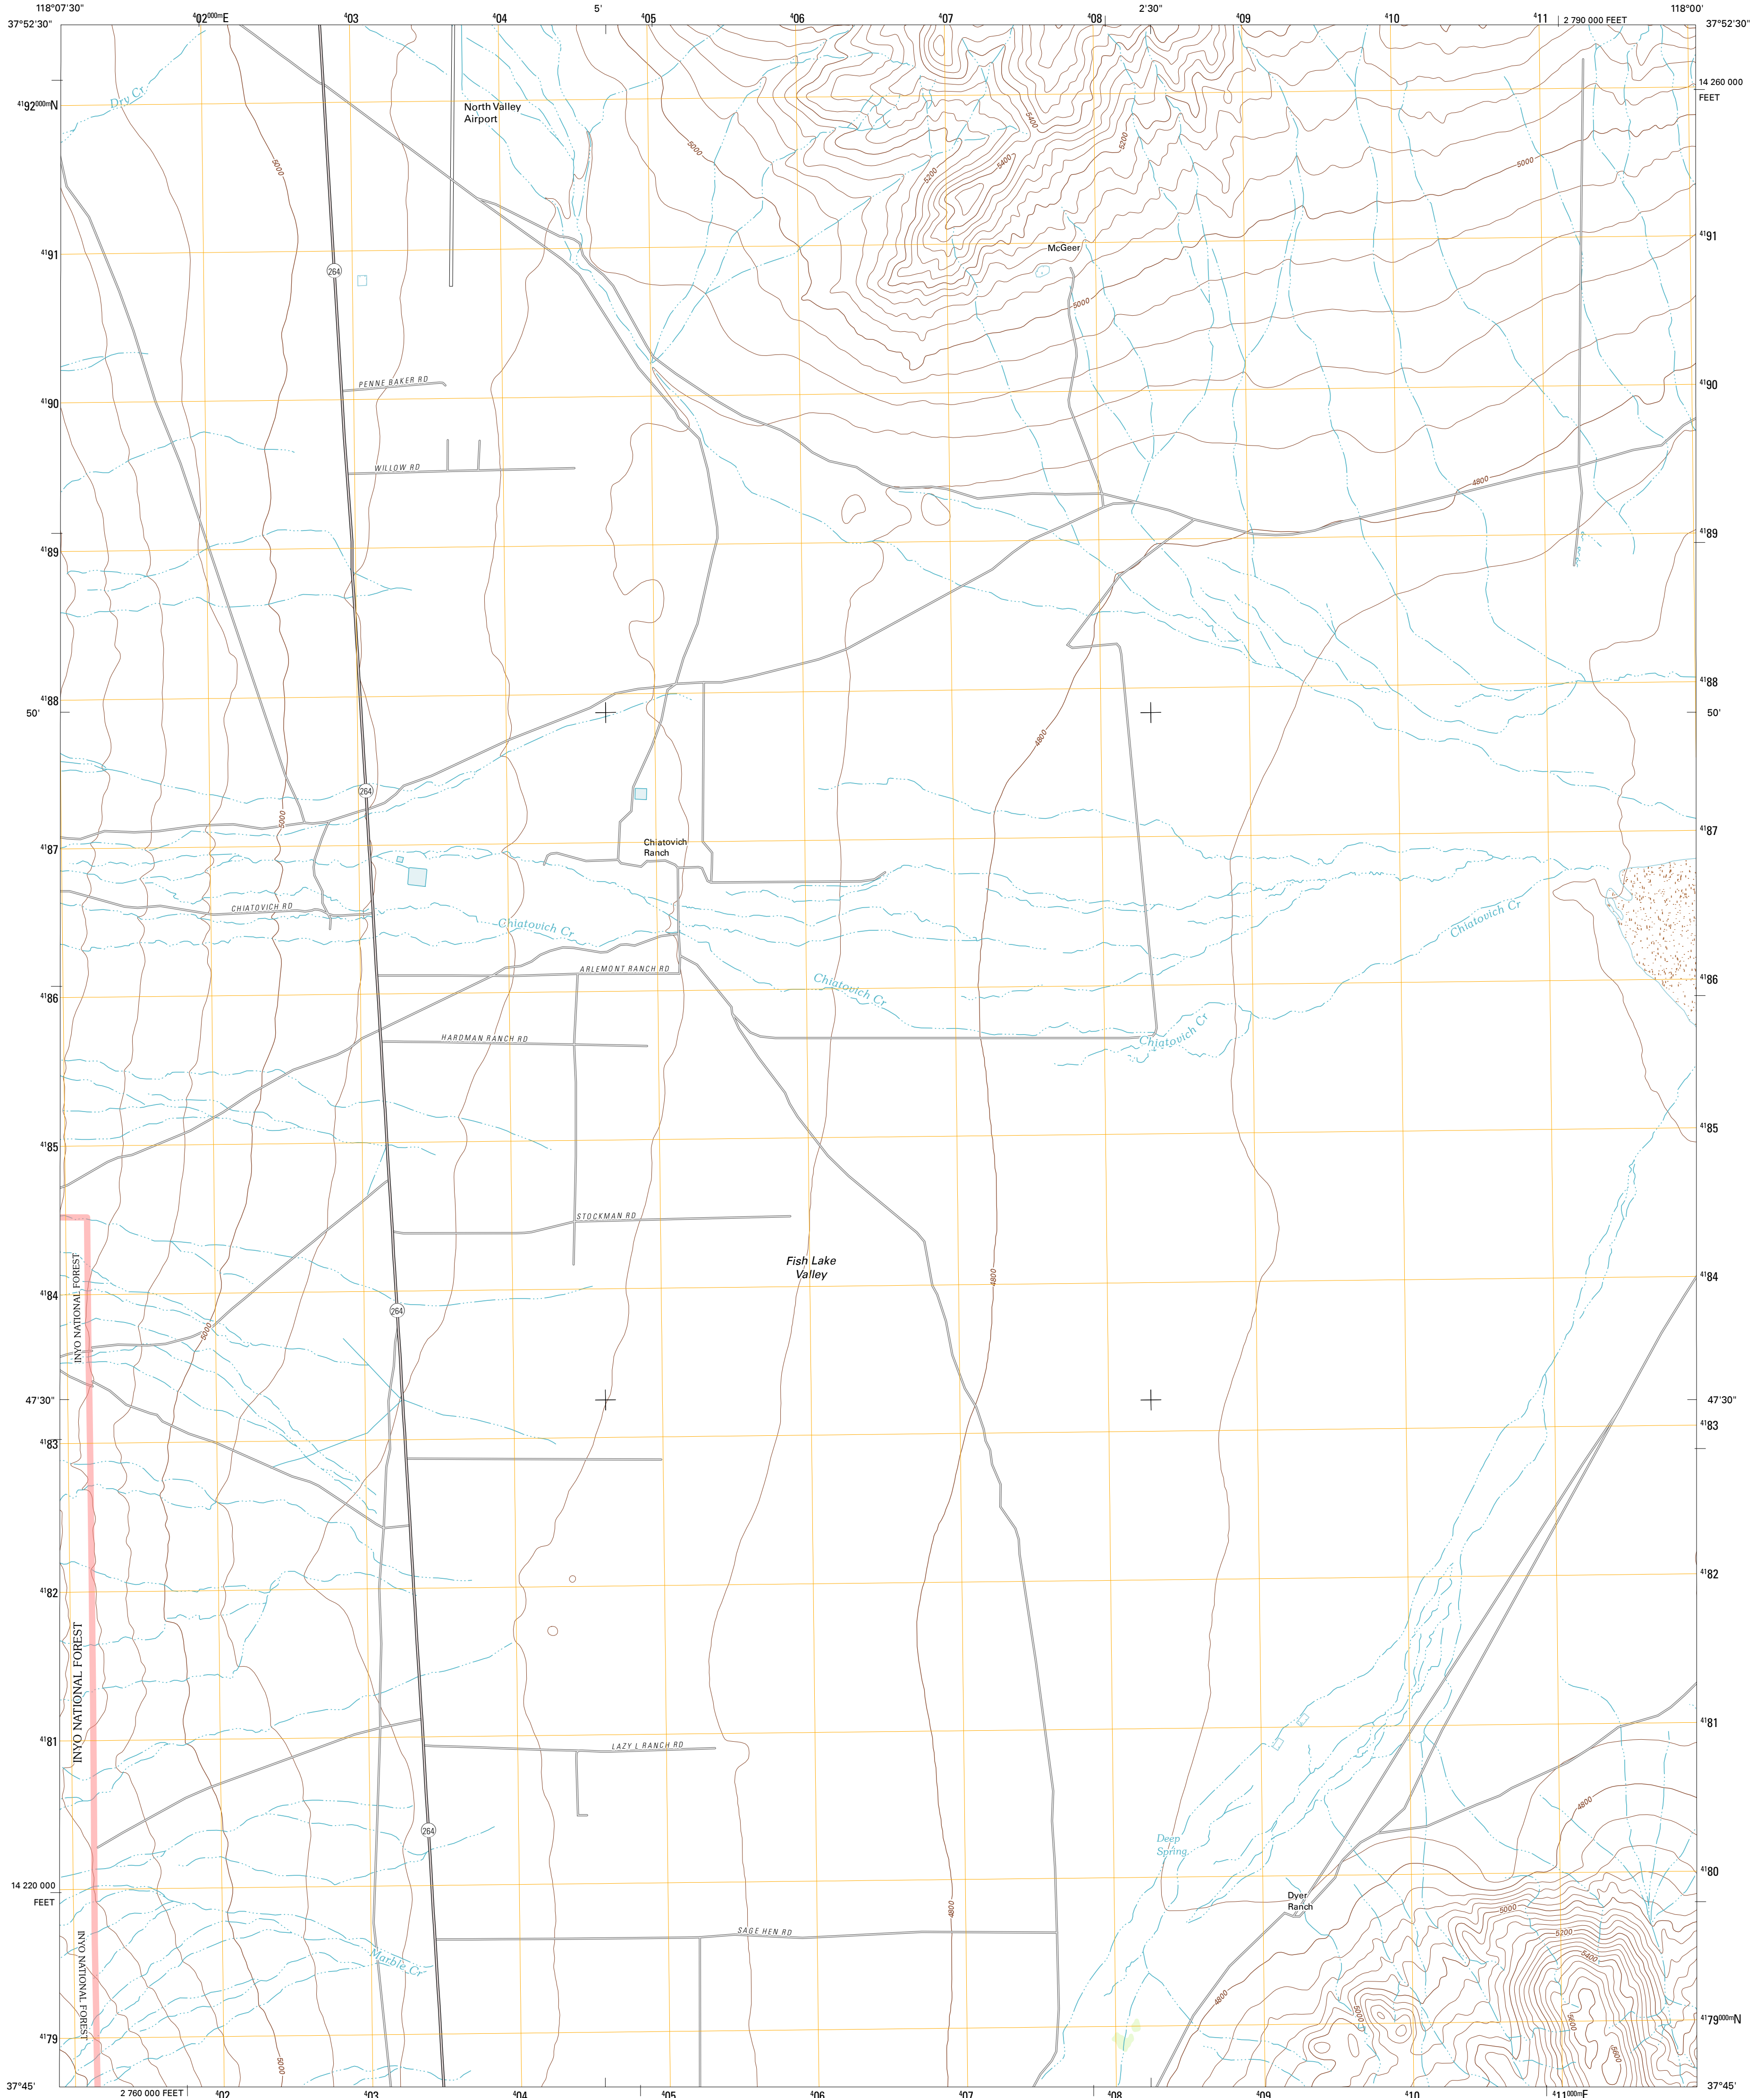 118°07'30"
⁴02⁰⁰⁰ᵐE
⁴03
⁴04
5'
⁴05
⁴06
⁴07
⁴08
2'30"
⁴09
⁴10
⁴11
2 790 000 FEET
118°00'
37°52'30"
37°52'30"
14 260 000
FEET
Dry Cr
⁴¹92⁰⁰⁰ᵐN
North Valley
Airport
5400
5200
5000
5000
5400
5200
5000
5000
⁴¹91
⁴¹91
McGeer
264
5000
PENNE BAKER RD
⁴¹90
⁴¹90
WILLOW RD
4800
⁴¹89
⁴¹89
⁴¹88
⁴¹88
50'
50'
4800
264
5000
⁴¹87
⁴¹87
Chiatovich
Ranch
CHIATOVICH RD
Chiatovich Cr
Chiatovich Cr
ARLEMONT RANCH RD
Chiatovich Cr
⁴¹86
⁴¹86
HARDMAN RANCH RD
Chiatovich Cr
⁴¹85
⁴¹85
STOCKMAN RD
INYO NATIONAL FOREST
Fish Lake
Valley
4800
⁴¹84
⁴¹84
264
5000
47'30"
47'30"
⁴¹83
⁴¹83
⁴¹82
⁴¹82
INYO NATIONAL FOREST
⁴¹81
⁴¹81
LAZY L RANCH RD
4800
264
Deep
Spring
⁴¹80
14 220 000
FEET
Dyer
Ranch
4800
5000
SAGE HEN RD
5200
INYO NATIONAL FOREST
Marble Cr
5400
4800
5000
5600
⁴¹79
⁴¹79⁰⁰⁰ᵐN
5000
5600
37°45'
37°45'
2 760 000 FEET
⁴02
⁴03
⁴04
⁴05
⁴06
⁴07
⁴08
⁴09
⁴10
⁴11⁰⁰⁰ᵐE